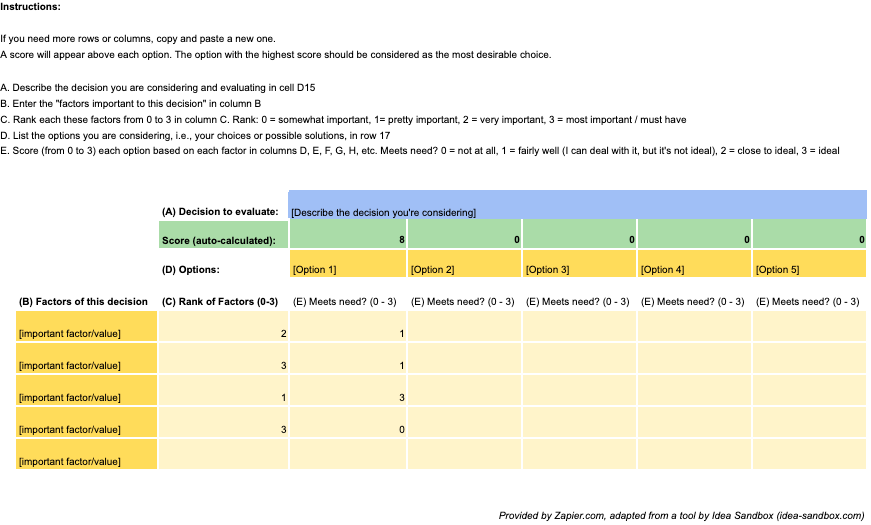 Instructions:
If you need more rows or columns, copy and paste a new one.
A score will appear above each option. The option with the highest score should be considered as the most desirable choice.
A. Describe the decision you are considering and evaluating in cell D15
B. Enter the "factors important to this decision" in column B
C. Rank each these factors from 0 to 3 in column C. Rank: 0 = somewhat important, 1= pretty important, 2 = very important, 3 = most important / must have
D. List the options you are considering, i.e., your choices or possible solutions, in row 17
E. Score (from 0 to 3) each option based on each factor in columns D, E, F, G, H, etc. Meets need? 0 = not at all, 1 = fairly well (I can deal with it, but it's not ideal), 2 = close to ideal, 3 = ideal
(A) Decision to evaluate: [Describe the decision you're considering]
Score (auto-calculated): 8 0 0 0 0
(D) Options: [Option 1] [Option 2] [Option 3] [Option 4] [Option 5]
(B) Factors of this decision (C) Rank of Factors (0-3) (E) Meets need? (0 - 3) (E) Meets need? (0 - 3) (E) Meets need? (0 - 3) (E) Meets need? (0 - 3) (E) Meets need? (0 - 3)
[important factor/value] 2 1
[important factor/value] 3 1
[important factor/value] 1 3
[important factor/value] 3 0
[important factor/value]
Provided by Zapier.com, adapted from a tool by Idea Sandbox (idea-sandbox.com)